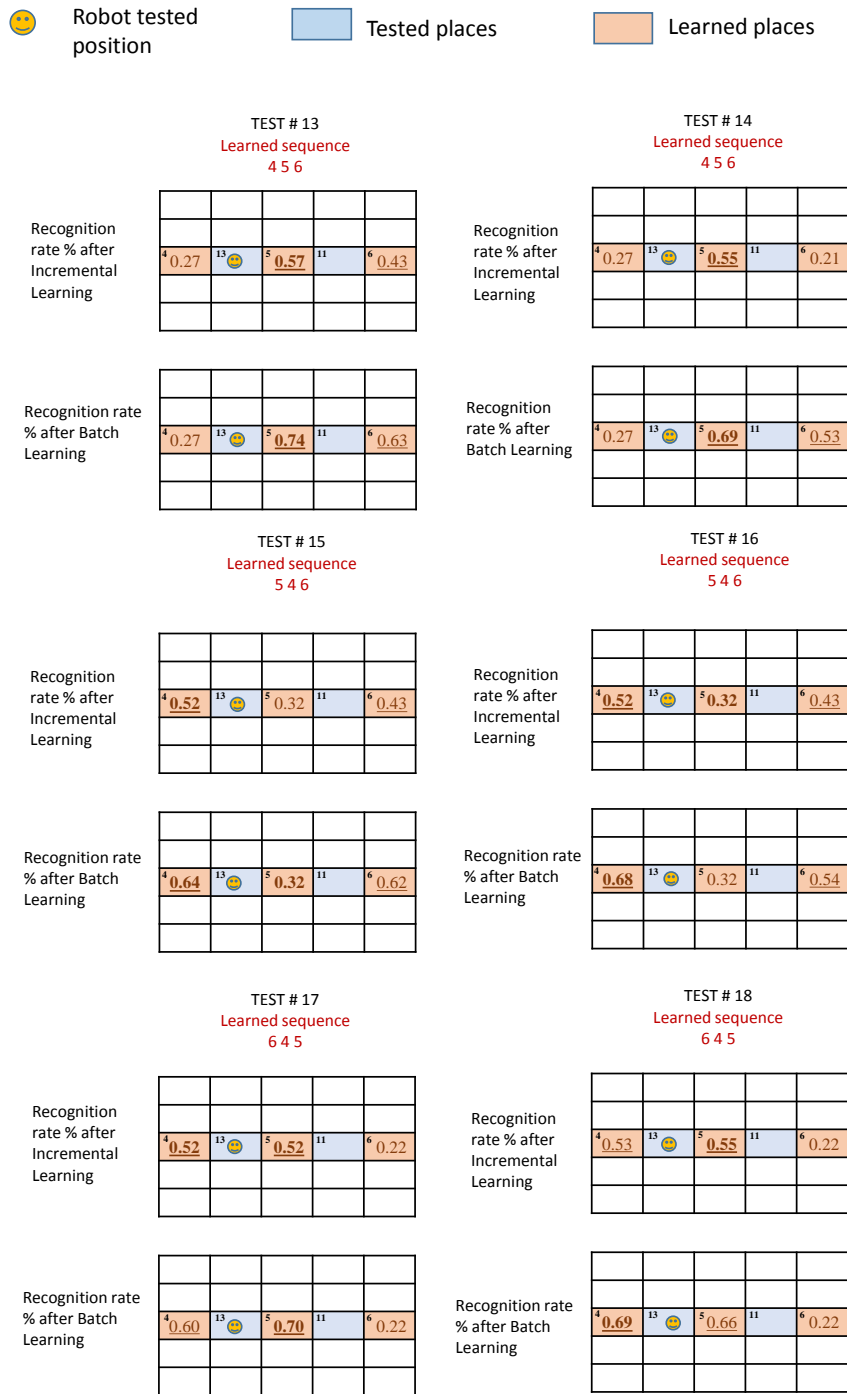 Robot tested
position
Tested places
Learned places
TEST # 13
Learned sequence
4 5 6
Recognition
rate % after
Incremental
Learning
4 0.27 13 5 0.57 11 6 0.43
Recognition rate
% after Batch
Learning
4 0.27 13 5 0.74 11 6 0.63
TEST # 14
Learned sequence
4 5 6
Recognition
rate % after
Incremental
Learning
4 0.27 13 5 0.55 11 6 0.21
Recognition
rate % after
Batch Learning
4 0.27 13 5 0.69 11 6 0.53
TEST # 15
Learned sequence
5 4 6
Recognition
rate % after
Incremental
Learning
4 0.52 13 5 0.32 11 6 0.43
Recognition rate
% after Batch
Learning
4 0.64 13 5 0.32 11 6 0.62
TEST # 16
Learned sequence
5 4 6
Recognition
rate % after
Incremental
Learning
4 0.52 13 5 0.32 11 6 0.43
Recognition rate
% after Batch
Learning
4 0.68 13 5 0.32 11 6 0.54
TEST # 17
Learned sequence
6 4 5
Recognition
rate % after
Incremental
Learning
4 0.52 13 5 0.52 11 6 0.22
Recognition rate
% after Batch
Learning
4 0.60 13 5 0.70 11 6 0.22
TEST # 18
Learned sequence
6 4 5
Recognition
rate % after
Incremental
Learning
4 0.53 13 5 0.55 11 6 0.22
Recognition rate
% after Batch
Learning
4 0.69 13 5 0.66 11 6 0.22